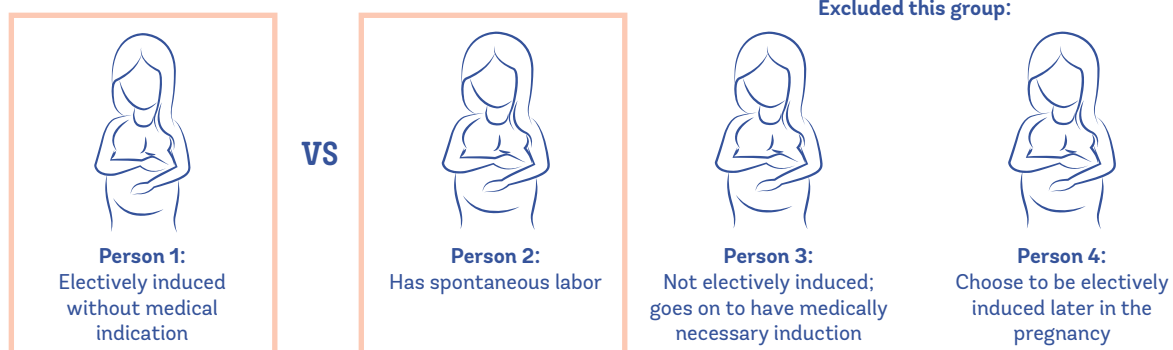 Excluded this group:
VS
Person 1:
Electively induced
without medical
indication
Person 2:
Has spontaneous labor
Person 3:
Not electively induced;
goes on to have medically
necessary induction
Person 4:
Choose to be electively
induced later in the
pregnancy